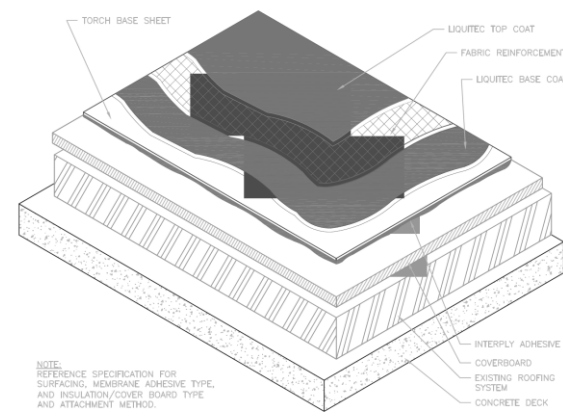 TORCH BASE SHEET
LIQUITEC TOP COAT
FABRIC REINFORCEMENT
LIQUITEC BASE COA
INTERPLY ADHESIVE
COVERBOARD
EXISTING ROOFING
SYSTEM
CONCRETE DECK
NOTE:
REFERENCE SPECIFICATION FOR
SURFACING, MEMBRANE ADHESIVE TYPE,
AND INSULATION/COVER BOARD TYPE
AND ATTACHMENT METHOD.